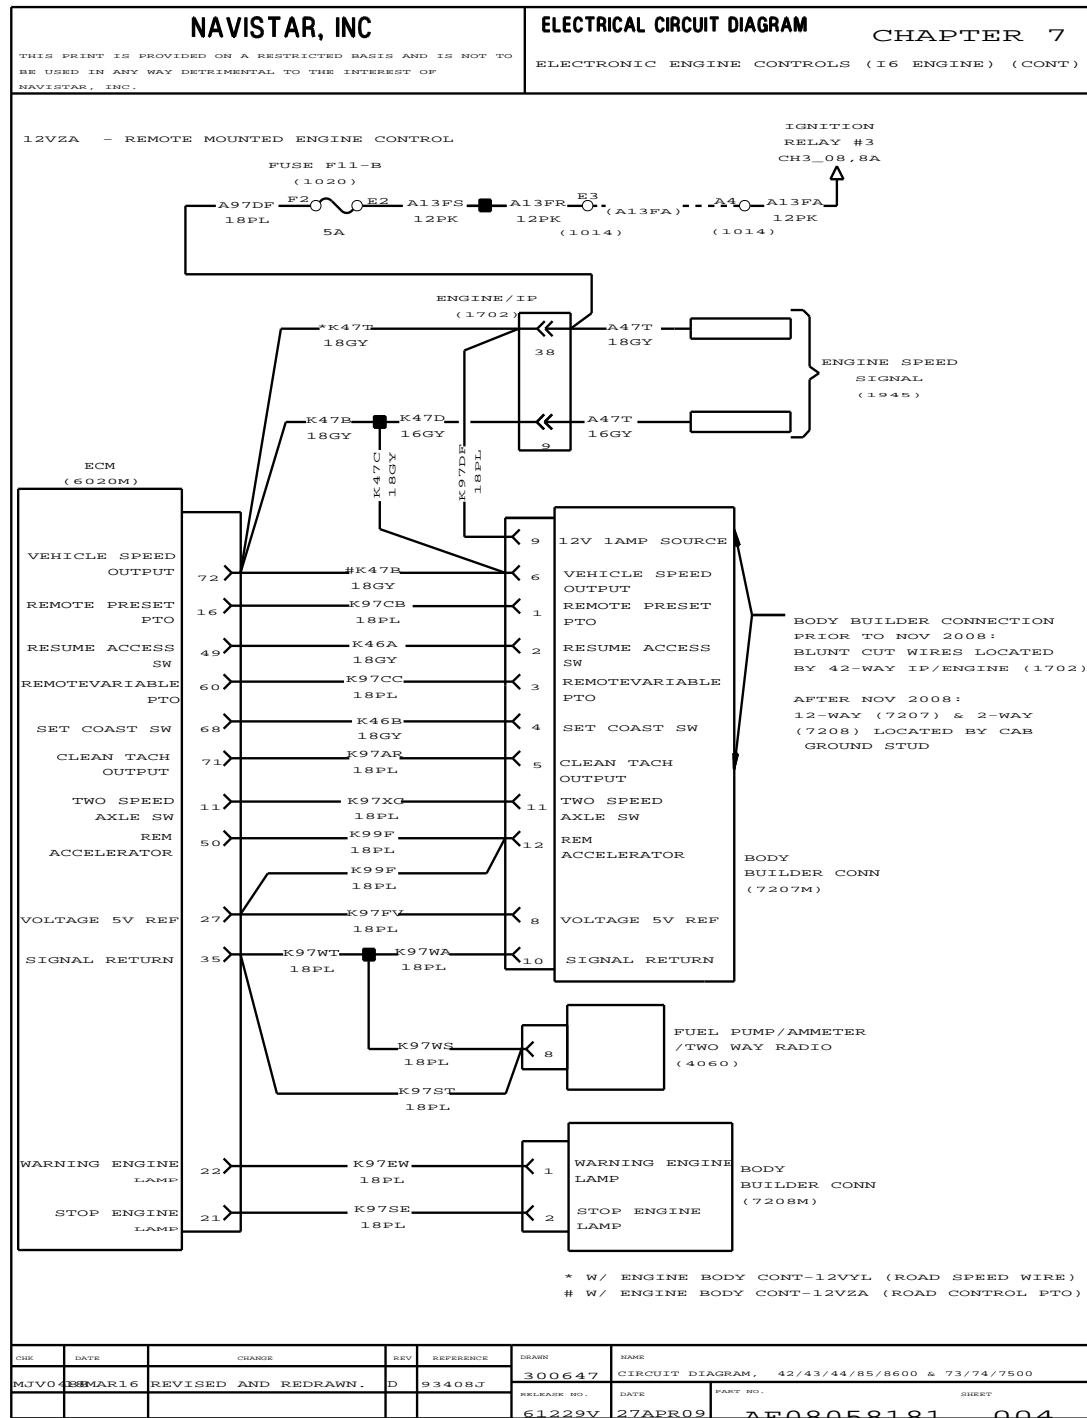 NAVISTAR, INC
THIS PRINT IS PROVIDED ON A RESTRICTED BASIS AND IS NOT TO
BE USED IN ANY WAY DETRIMENTAL TO THE INTEREST OF
NAVISTAR, INC.
ELECTRICAL CIRCUIT DIAGRAM
CHAPTER 7
ELECTRONIC ENGINE CONTROLS (I6 ENGINE) (CONT)
12VZA - REMOTE MOUNTED ENGINE CONTROL
IGNITION
RELAY #3
CH3_08,8A
FUSE F11-B
(1020)
A97DF
18PL
F2
E2
5A
A13FS
12PK
A13FR
12PK
E3
(1014)
(A13FA)
A4
(1014)
A13FA
12PK
ENGINE/IP
(1702)
*K47T
18GY
38
A47T
18GY
ENGINE SPEED
SIGNAL
(1945)
K47B
18GY
K47D
16GY
9
A47T
16GY
K47C
18GY
K97DF
18PL
ECM
(6020M)
9 12V 1AMP SOURCE
VEHICLE SPEED
OUTPUT
72
#K47B
18GY
6
VEHICLE SPEED
OUTPUT
REMOTE PRESET
PTO
16
K97CB
18PL
1
REMOTE PRESET
PTO
RESUME ACCESS
SW
49
K46A
18GY
2
RESUME ACCESS
SW
REMOTEVARIABLE
PTO
60
K97CC
18PL
3
REMOTEVARIABLE
PTO
SET COAST SW
68
K46B
18GY
4
SET COAST SW
CLEAN TACH
OUTPUT
71
K97AR
18PL
5
CLEAN TACH
OUTPUT
TWO SPEED
AXLE SW
11
K97XG
18PL
11
TWO SPEED
AXLE SW
REM
ACCELERATOR
50
K99F
18PL
12
REM
ACCELERATOR
K99F
18PL
VOLTAGE 5V REF
27
K97FV
18PL
8
VOLTAGE 5V REF
SIGNAL RETURN
35
K97WT
18PL
K97WA
18PL
10
SIGNAL RETURN
BODY BUILDER CONNECTION
PRIOR TO NOV 2008:
BLUNT CUT WIRES LOCATED
BY 42-WAY IP/ENGINE (1702)
AFTER NOV 2008:
12-WAY (7207) & 2-WAY
(7208) LOCATED BY CAB
GROUND STUD
BODY
BUILDER CONN
(7207M)
K97WS
18PL
8
FUEL PUMP/AMMETER
/TWO WAY RADIO
(4060)
K97ST
18PL
WARNING ENGINE
LAMP
22
K97EW
18PL
1
WARNING ENGINE
LAMP
STOP ENGINE
LAMP
21
K97SE
18PL
2
STOP ENGINE
LAMP
BODY
BUILDER CONN
(7208M)
* W/ ENGINE BODY CONT-12VYL (ROAD SPEED WIRE)
# W/ ENGINE BODY CONT-12VZA (ROAD CONTROL PTO)
CHK DATE CHANGE REV REFERENCE
REVISED AND REDRAWN. D 93408J
DRAWN
300647
NAME
CIRCUIT DIAGRAM, 42/43/44/85/8600 & 73/74/7500
RELEASE NO.
61229V
DATE
27APR09
PART NO.
AF08058181
SHEET
004